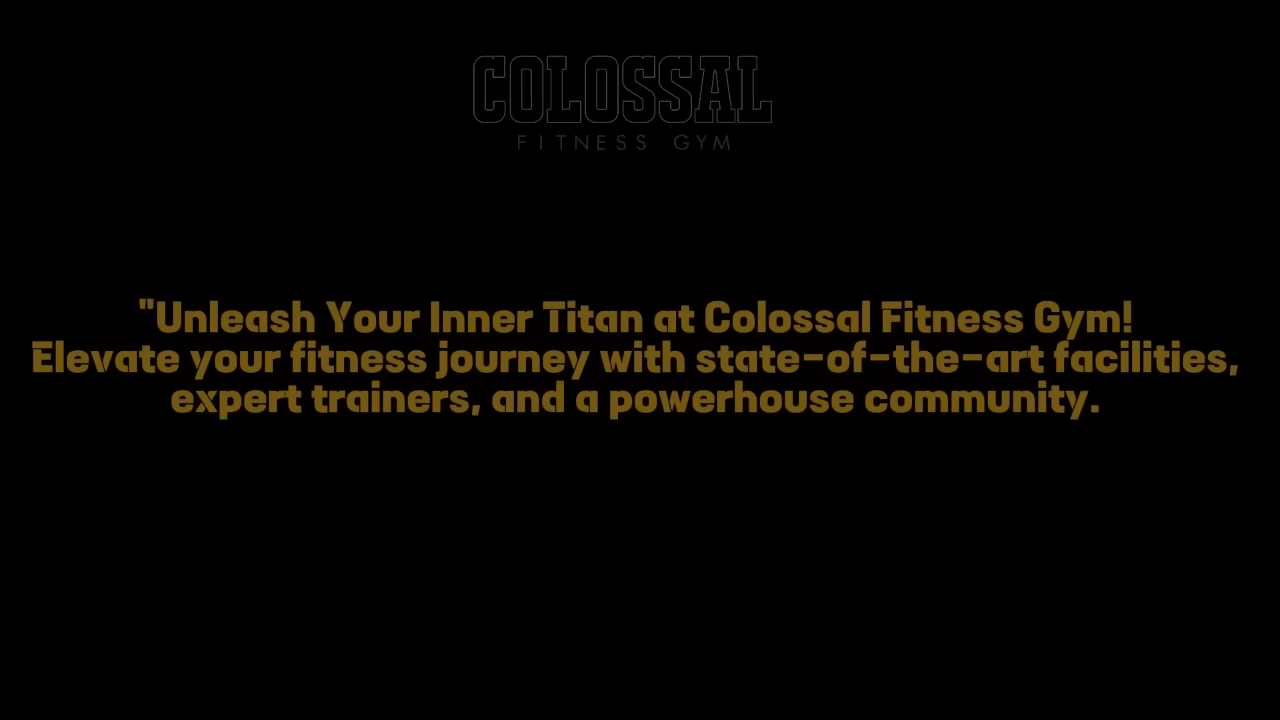 COLOSSAL
FITNESS GYM
"Unleash Your Inner Titan at Colossal Fitness Gym!
Elevate your fitness journey with state-of-the-art facilities,
expert trainers, and a powerhouse community.